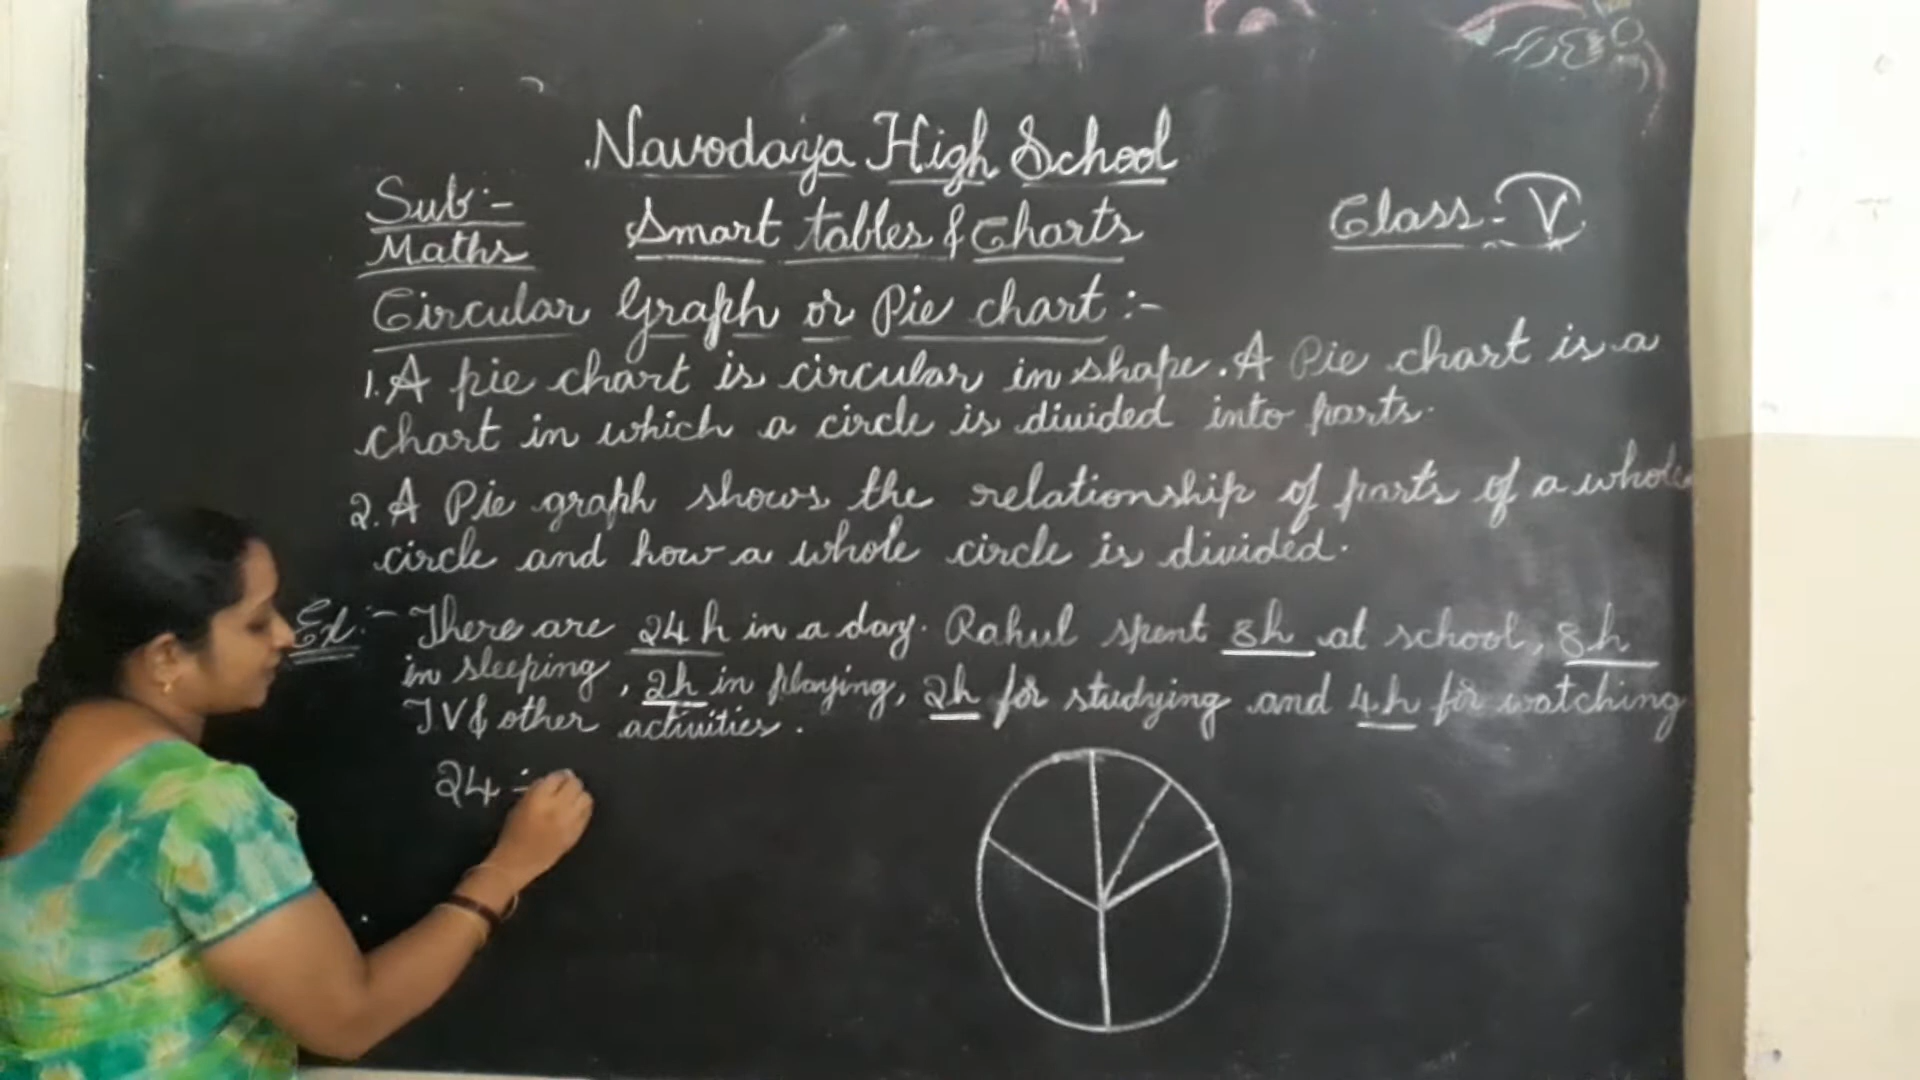 Navodaya High School
Sub:-
Maths
Smart tables & Charts
Class - V
Circular Graph or Pie chart :-
1. A pie chart is circular in shape. A Pie chart is a
chart in which a circle is divided into parts.
2. A Pie graph shows the relationship of parts of a whole
circle and how a whole circle is divided.
Ex:- There are 24 h in a day. Rahul spent 8h at school, 8h
in sleeping, 2h in playing, 2h for studying and 4h for watching
T.V & other activities.
24 ÷